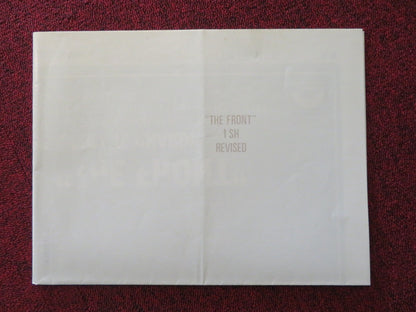 "THE FRONT"
1 SH
REVISED